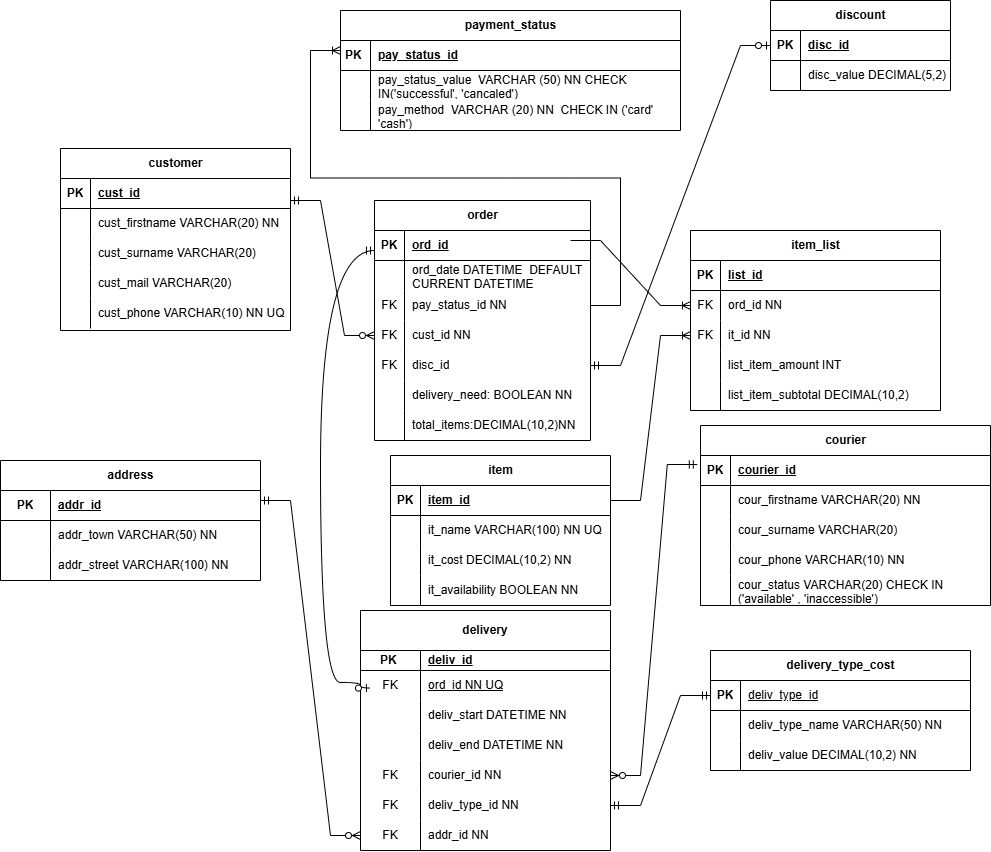 payment_status
PK pay_status_id
pay_status_value VARCHAR (50) NN CHECK
IN('successful', 'cancaled')
pay_method VARCHAR (20) NN CHECK IN ('card'
'cash')
discount
PK disc_id
disc_value DECIMAL(5,2)
customer
PK cust_id
cust_firstname VARCHAR(20) NN
cust_surname VARCHAR(20)
cust_mail VARCHAR(20)
cust_phone VARCHAR(10) NN UQ
order
PK ord_id
ord_date DATETIME DEFAULT
CURRENT DATETIME
FK pay_status_id NN
FK cust_id NN
FK disc_id
delivery_need: BOOLEAN NN
total_items:DECIMAL(10,2)NN
item_list
PK list_id
FK ord_id NN
FK it_id NN
list_item_amount INT
list_item_subtotal DECIMAL(10,2)
address
PK addr_id
addr_town VARCHAR(50) NN
addr_street VARCHAR(100) NN
item
PK item_id
it_name VARCHAR(100) NN UQ
it_cost DECIMAL(10,2) NN
it_availability BOOLEAN NN
courier
PK courier_id
cour_firstname VARCHAR(20) NN
cour_surname VARCHAR(20)
cour_phone VARCHAR(10) NN
cour_status VARCHAR(20) CHECK IN
('available' , 'inaccessible')
delivery
PK deliv_id
FK ord_id NN UQ
deliv_start DATETIME NN
deliv_end DATETIME NN
FK courier_id NN
FK deliv_type_id NN
FK addr_id NN
delivery_type_cost
PK deliv_type_id
deliv_type_name VARCHAR(50) NN
deliv_value DECIMAL(10,2) NN